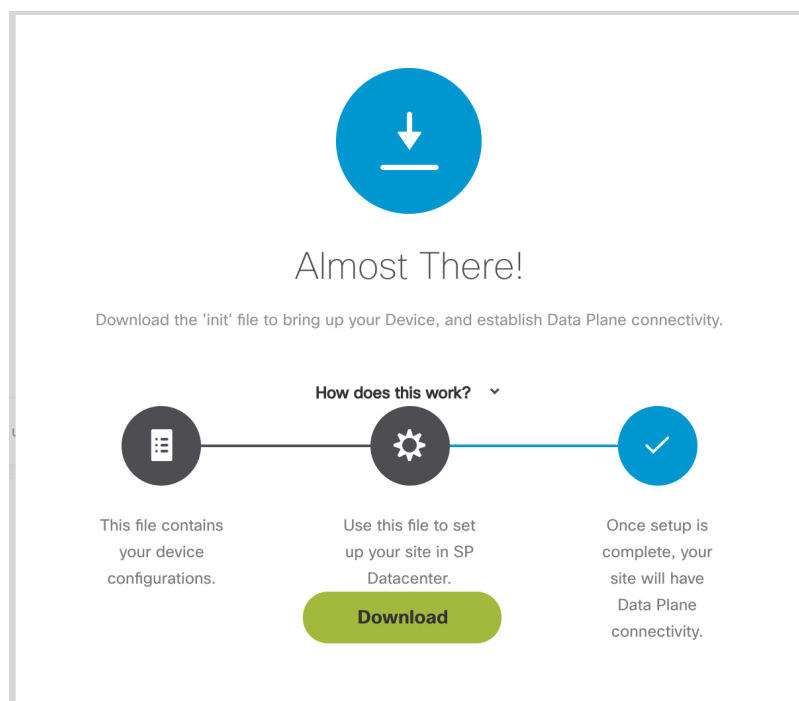 Almost There!
Download the 'init' file to bring up your Device, and establish Data Plane connectivity.
How does this work?
This file contains
your device
configurations.
Use this file to set
up your site in SP
Datacenter.
Download
Once setup is
complete, your
site will have
Data Plane
connectivity.